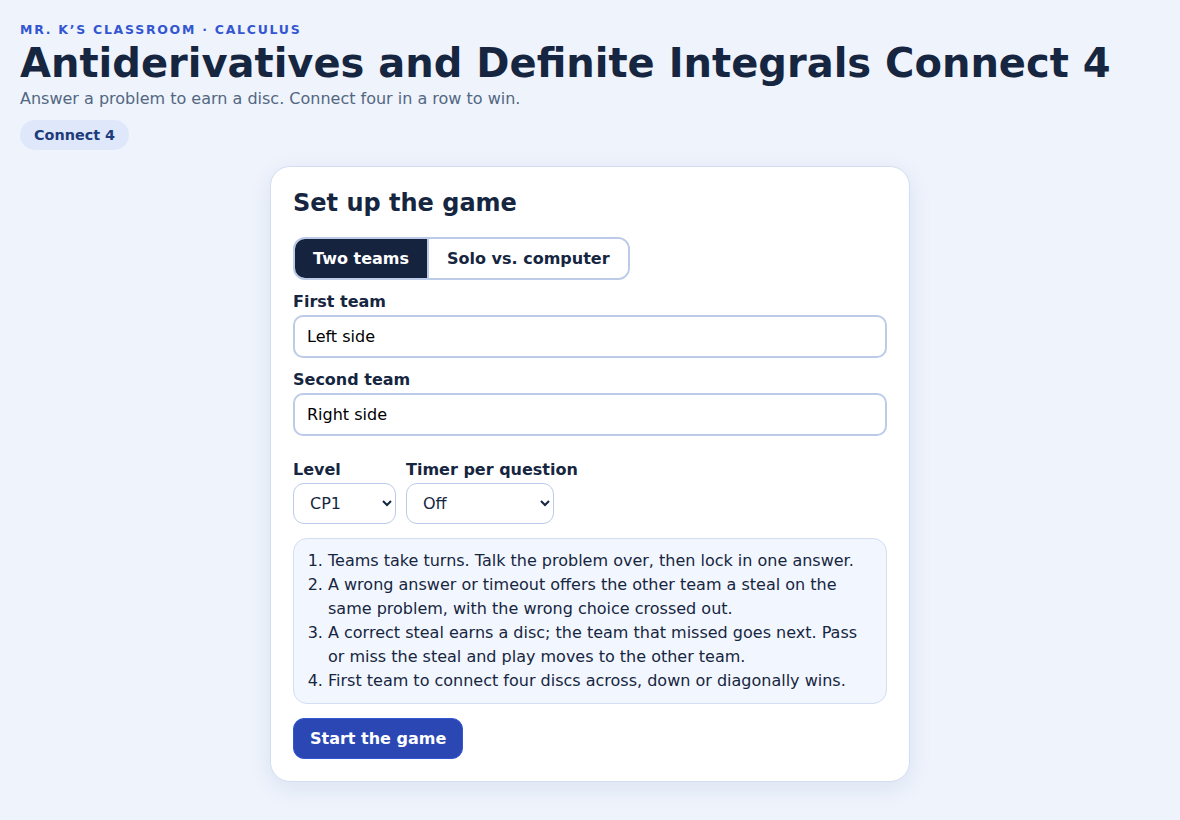 MR. K’S CLASSROOM · CALCULUS
Antiderivatives and Definite Integrals Connect 4
Answer a problem to earn a disc. Connect four in a row to win.
Connect 4
Set up the game
Two teams
Solo vs. computer
First team
Left side
Second team
Right side
Level
Timer per question
CP1
Off
1. Teams take turns. Talk the problem over, then lock in one answer.
2. A wrong answer or timeout offers the other team a steal on the
same problem, with the wrong choice crossed out.
3. A correct steal earns a disc; the team that missed goes next. Pass
or miss the steal and play moves to the other team.
4. First team to connect four discs across, down or diagonally wins.
Start the game